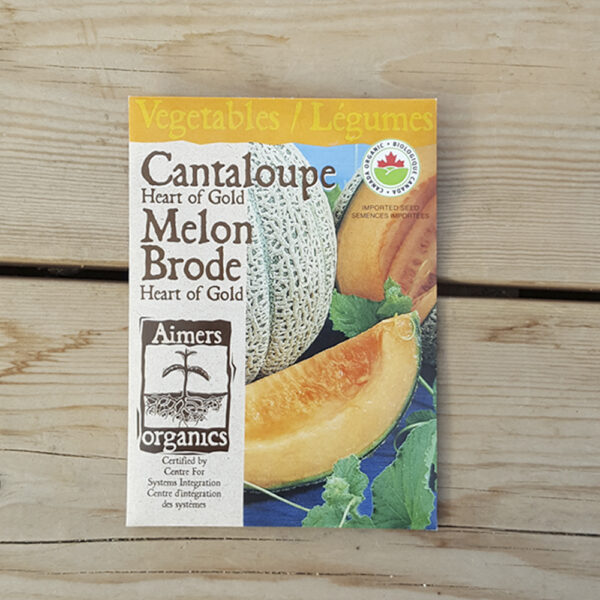 Vegetables / Légumes
Cantaloupe
Heart of Gold
Melon
Brode
Heart of Gold
CANADA ORGANIC • BIOLOGIQUE CANADA •
IMPORTED SEED
SEMENCES IMPORTÉES
Aimers
organics
Certified by
Centre For
Systems Integration
Centre d'intégration
des systèmes